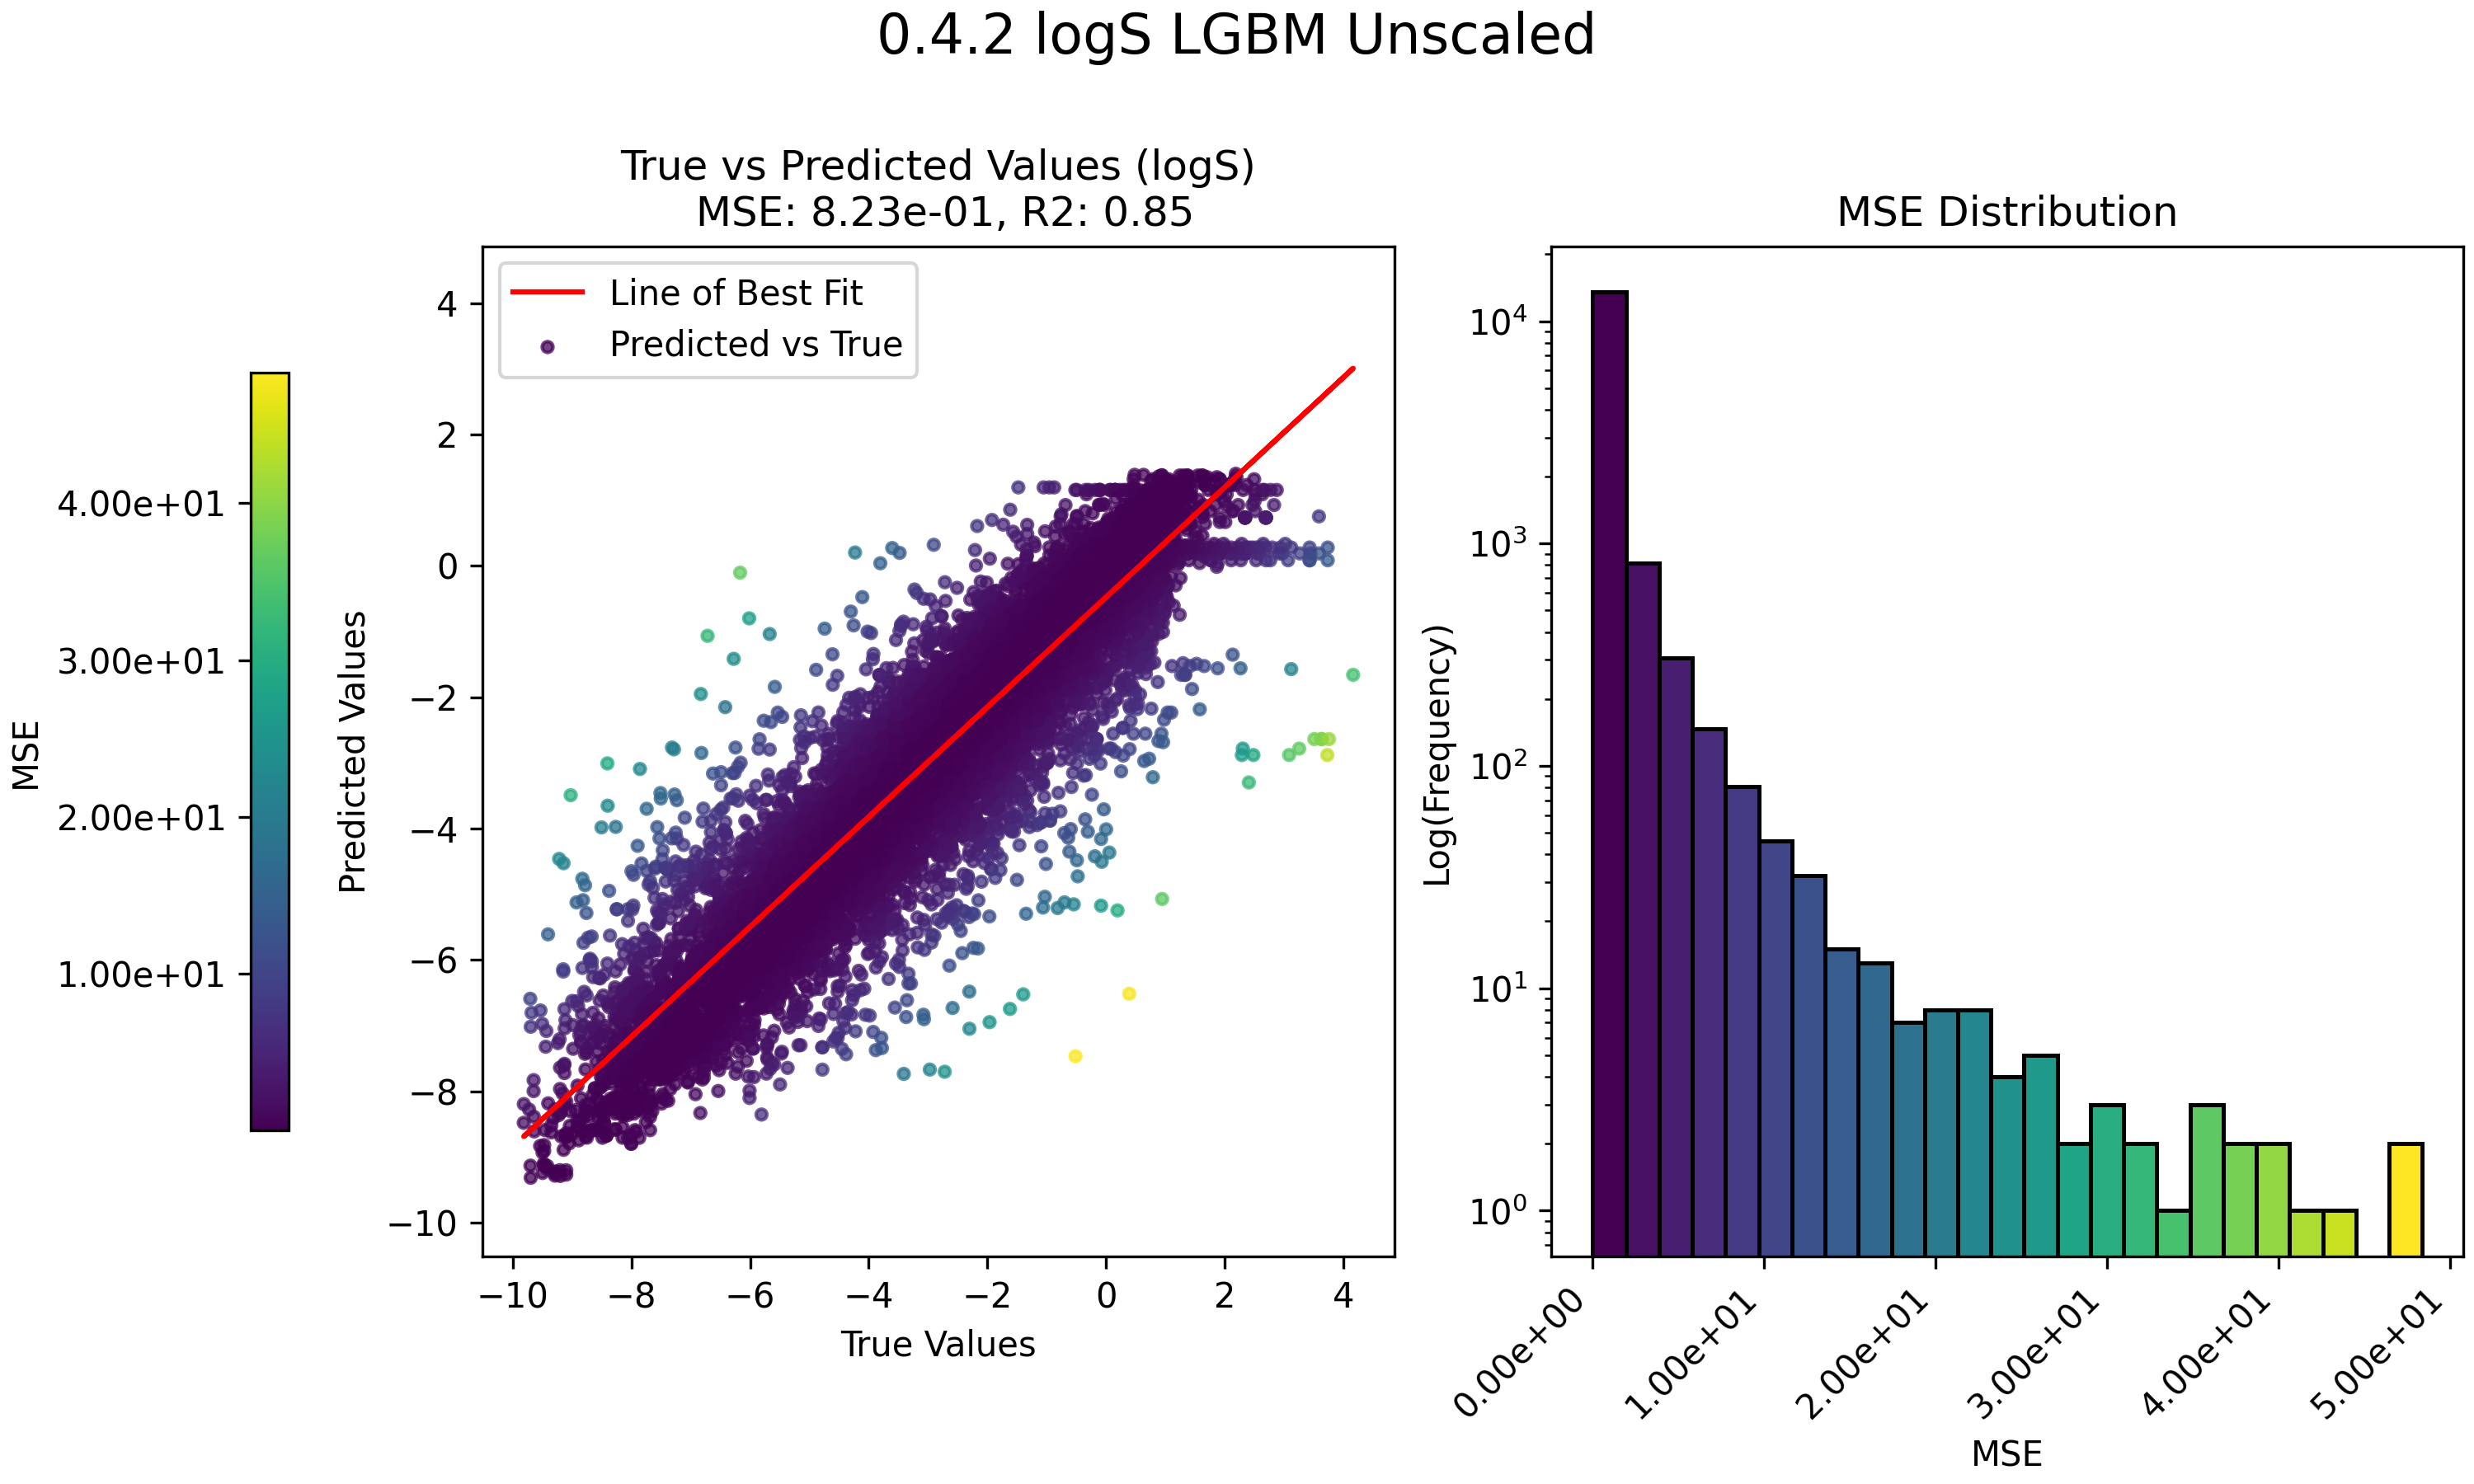 0.4.2 logS LGBM Unscaled
MSE
4.00e+01
3.00e+01
2.00e+01
1.00e+01
True vs Predicted Values (logS)
MSE: 8.23e-01, R2: 0.85
Line of Best Fit
Predicted vs True
Predicted Values
4
2
0
−2
−4
−6
−8
−10
−10 −8 −6 −4 −2 0 2 4
True Values
MSE Distribution
Log(Frequency)
10⁴
10³
10²
10¹
10⁰
0.00e+00 1.00e+01 2.00e+01 3.00e+01 4.00e+01 5.00e+01
MSE